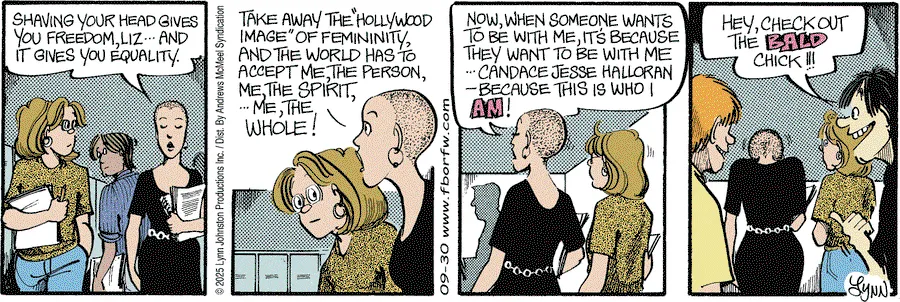 SHAVING YOUR HEAD GIVES
YOU FREEDOM, LIZ... AND
IT GIVES YOU EQUALITY.
© 2025 Lynn Johnston Productions Inc. / Dist. By Andrews McMeel Syndication
TAKE AWAY THE "HOLLYWOOD
IMAGE" OF FEMININITY,
AND THE WORLD HAS TO
ACCEPT ME, THE PERSON,
ME, THE SPIRIT,
... ME, THE
WHOLE!
09-30 www.fborfw.com
NOW, WHEN SOMEONE WANTS
TO BE WITH ME, IT'S BECAUSE
THEY WANT TO BE WITH ME
... CANDACE JESSE HALLORAN
- BECAUSE THIS IS WHO I
AM!
HEY, CHECK OUT
THE BALD
CHICK!!!
LYNN